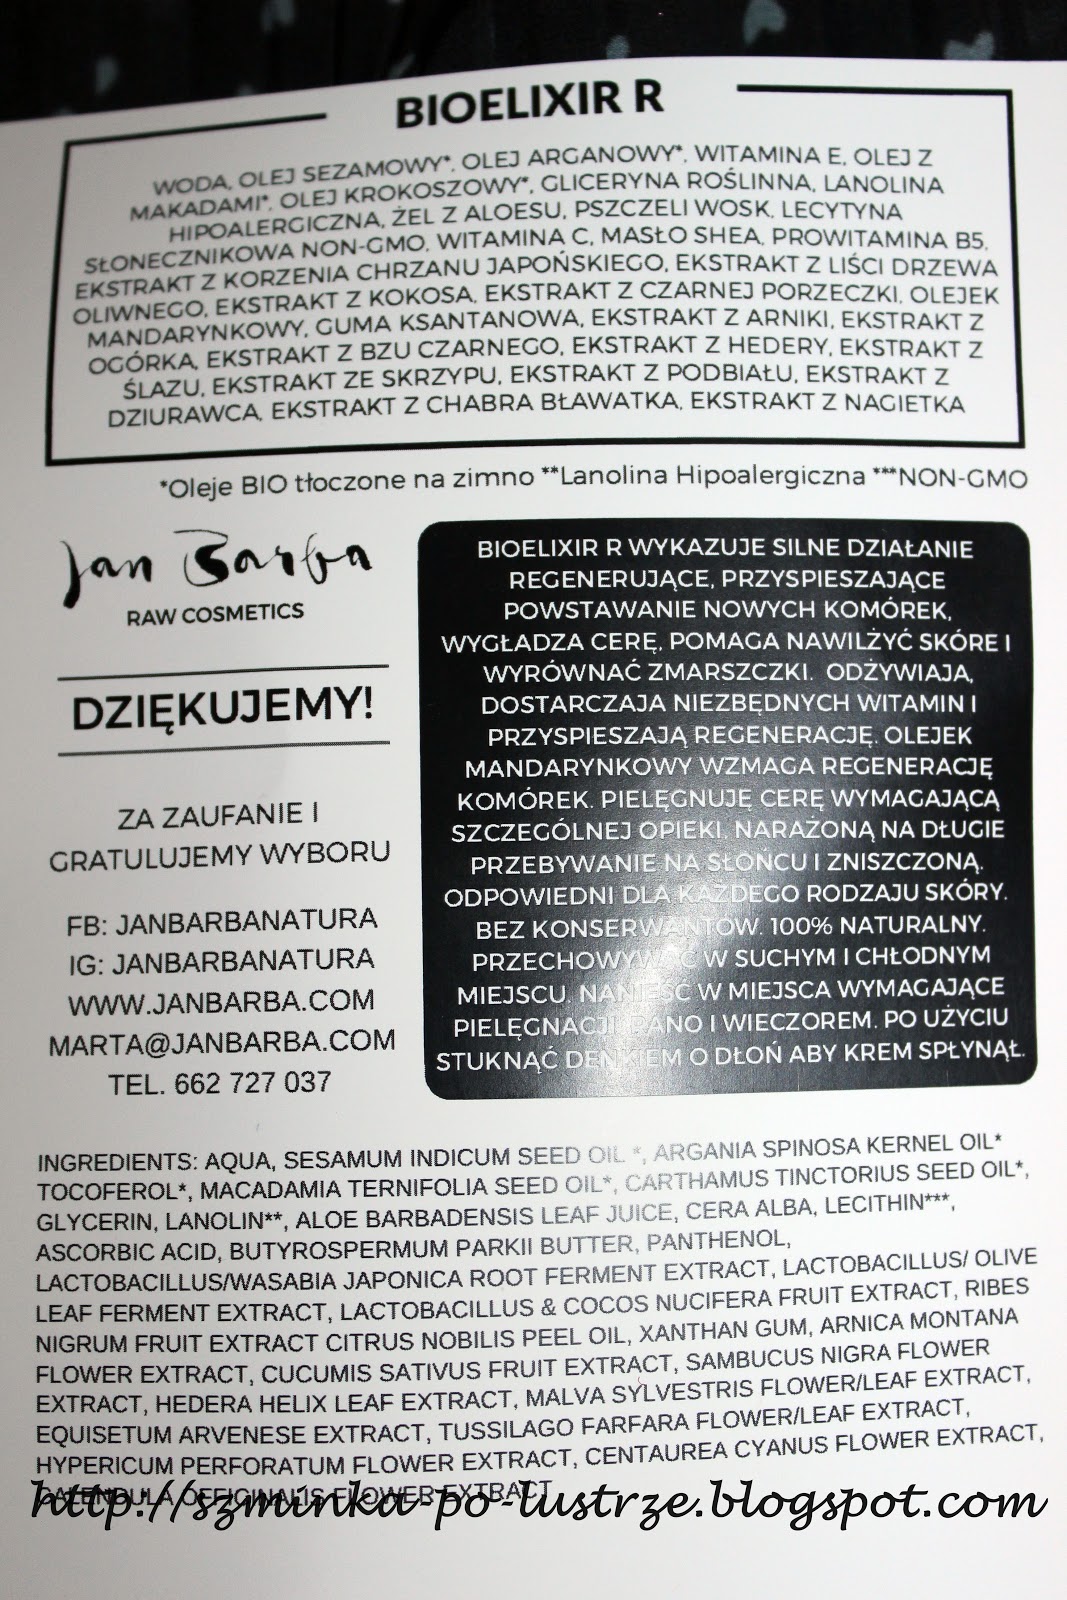 BIOELIXIR R
WODA, OLEJ SEZAMOWY*, OLEJ ARGANOWY*, WITAMINA E, OLEJ Z
MAKADAMI*, OLEJ KROKOSZOWY*, GLICERYNA ROŚLINNA, LANOLINA
HIPOALERGICZNA, ŻEL Z ALOESU, PSZCZELI WOSK, LECYTYNA
SŁONECZNIKOWA NON-GMO, WITAMINA C, MASŁO SHEA, PROWITAMINA B5,
EKSTRAKT Z KORZENIA CHRZANU JAPOŃSKIEGO, EKSTRAKT Z LIŚCI DRZEWA
OLIWNEGO, EKSTRAKT Z KOKOSA, EKSTRAKT Z CZARNEJ PORZECZKI, OLEJEK
MANDARYNKOWY, GUMA KSANTANOWA, EKSTRAKT Z ARNIKI, EKSTRAKT Z
OGÓRKA, EKSTRAKT Z BZU CZARNEGO, EKSTRAKT Z HEDERY, EKSTRAKT Z
ŚLAZU, EKSTRAKT ZE SKRZYPU, EKSTRAKT Z PODBIAŁU, EKSTRAKT Z
DZIURAWCA, EKSTRAKT Z CHABRA BŁAWATKA, EKSTRAKT Z NAGIETKA
*Oleje BIO tłoczone na zimno **Lanolina Hipoalergiczna ***NON-GMO
Jan Barba
RAW COSMETICS
DZIĘKUJEMY!
ZA ZAUFANIE I
GRATULUJEMY WYBORU
FB: JANBARBANATURA
IG: JANBARBANATURA
WWW.JANBARBA.COM
MARTA@JANBARBA.COM
TEL. 662 727 037
BIOELIXIR R WYKAZUJE SILNE DZIAŁANIE
REGENERUJĄCE, PRZYSPIESZAJĄCE
POWSTAWANIE NOWYCH KOMÓREK,
WYGŁADZA CERĘ, POMAGA NAWILŻYĆ SKÓRE I
WYRÓWNAĆ ZMARSZCZKI. ODŻYWIAJA,
DOSTARCZAJA NIEZBĘDNYCH WITAMIN I
PRZYSPIESZAJĄ REGENERACJĘ. OLEJEK
MANDARYNKOWY WZMAGA REGENERACJĘ
KOMÓREK. PIELĘGNUJĘ CERĘ WYMAGAJĄCĄ
SZCZEGÓLNEJ OPIEKI, NARAŻONĄ NA DŁUGIE
PRZEBYWANIE NA SŁOŃCU I ZNISZCZONĄ.
ODPOWIEDNI DLA KAŻDEGO RODZAJU SKÓRY.
BEZ KONSERWANTÓW. 100% NATURALNY.
PRZECHOWYWAĆ W SUCHYM I CHŁODNYM
MIEJSCU. NANIEŚĆ W MIEJSCA WYMAGAJĄCE
PIELĘGNACJI RANO I WIECZOREM. PO UŻYCIU
STUKNĄĆ DENKIEM O DŁOŃ ABY KREM SPŁYNĄŁ.
INGREDIENTS: AQUA, SESAMUM INDICUM SEED OIL *, ARGANIA SPINOSA KERNEL OIL*
TOCOFEROL*, MACADAMIA TERNIFOLIA SEED OIL*, CARTHAMUS TINCTORIUS SEED OIL*,
GLYCERIN, LANOLIN**, ALOE BARBADENSIS LEAF JUICE, CERA ALBA, LECITHIN***,
ASCORBIC ACID, BUTYROSPERMUM PARKII BUTTER, PANTHENOL,
LACTOBACILLUS/WASABIA JAPONICA ROOT FERMENT EXTRACT, LACTOBACILLUS/ OLIVE
LEAF FERMENT EXTRACT, LACTOBACILLUS & COCOS NUCIFERA FRUIT EXTRACT, RIBES
NIGRUM FRUIT EXTRACT CITRUS NOBILIS PEEL OIL, XANTHAN GUM, ARNICA MONTANA
FLOWER EXTRACT, CUCUMIS SATIVUS FRUIT EXTRACT, SAMBUCUS NIGRA FLOWER
EXTRACT, HEDERA HELIX LEAF EXTRACT, MALVA SYLVESTRIS FLOWER/LEAF EXTRACT,
EQUISETUM ARVENESE EXTRACT, TUSSILAGO FARFARA FLOWER/LEAF EXTRACT,
HYPERICUM PERFORATUM FLOWER EXTRACT, CENTAUREA CYANUS FLOWER EXTRACT,
CALENDULA OFFICINALIS FLOWER EXTRACT
http://szminka-po-lustrze.blogspot.com